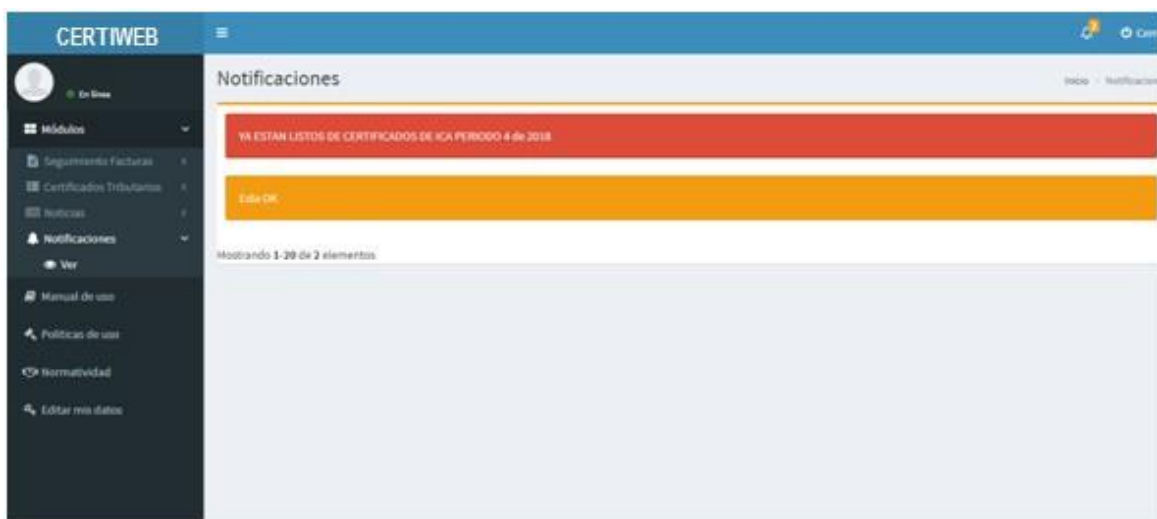 CERTIWEB
En línea
Módulos
Seguimiento Facturas
Certificados Tributarios
Noticias
Notificaciones
Ver
Manual de uso
Políticas de uso
Normatividad
Editar mis datos
Notificaciones
Inicio
YA ESTAN LISTOS DE CERTIFICADOS DE ICA PERIODO 4 de 2018
Esta OK
Mostrando 1-20 de 2 elementos